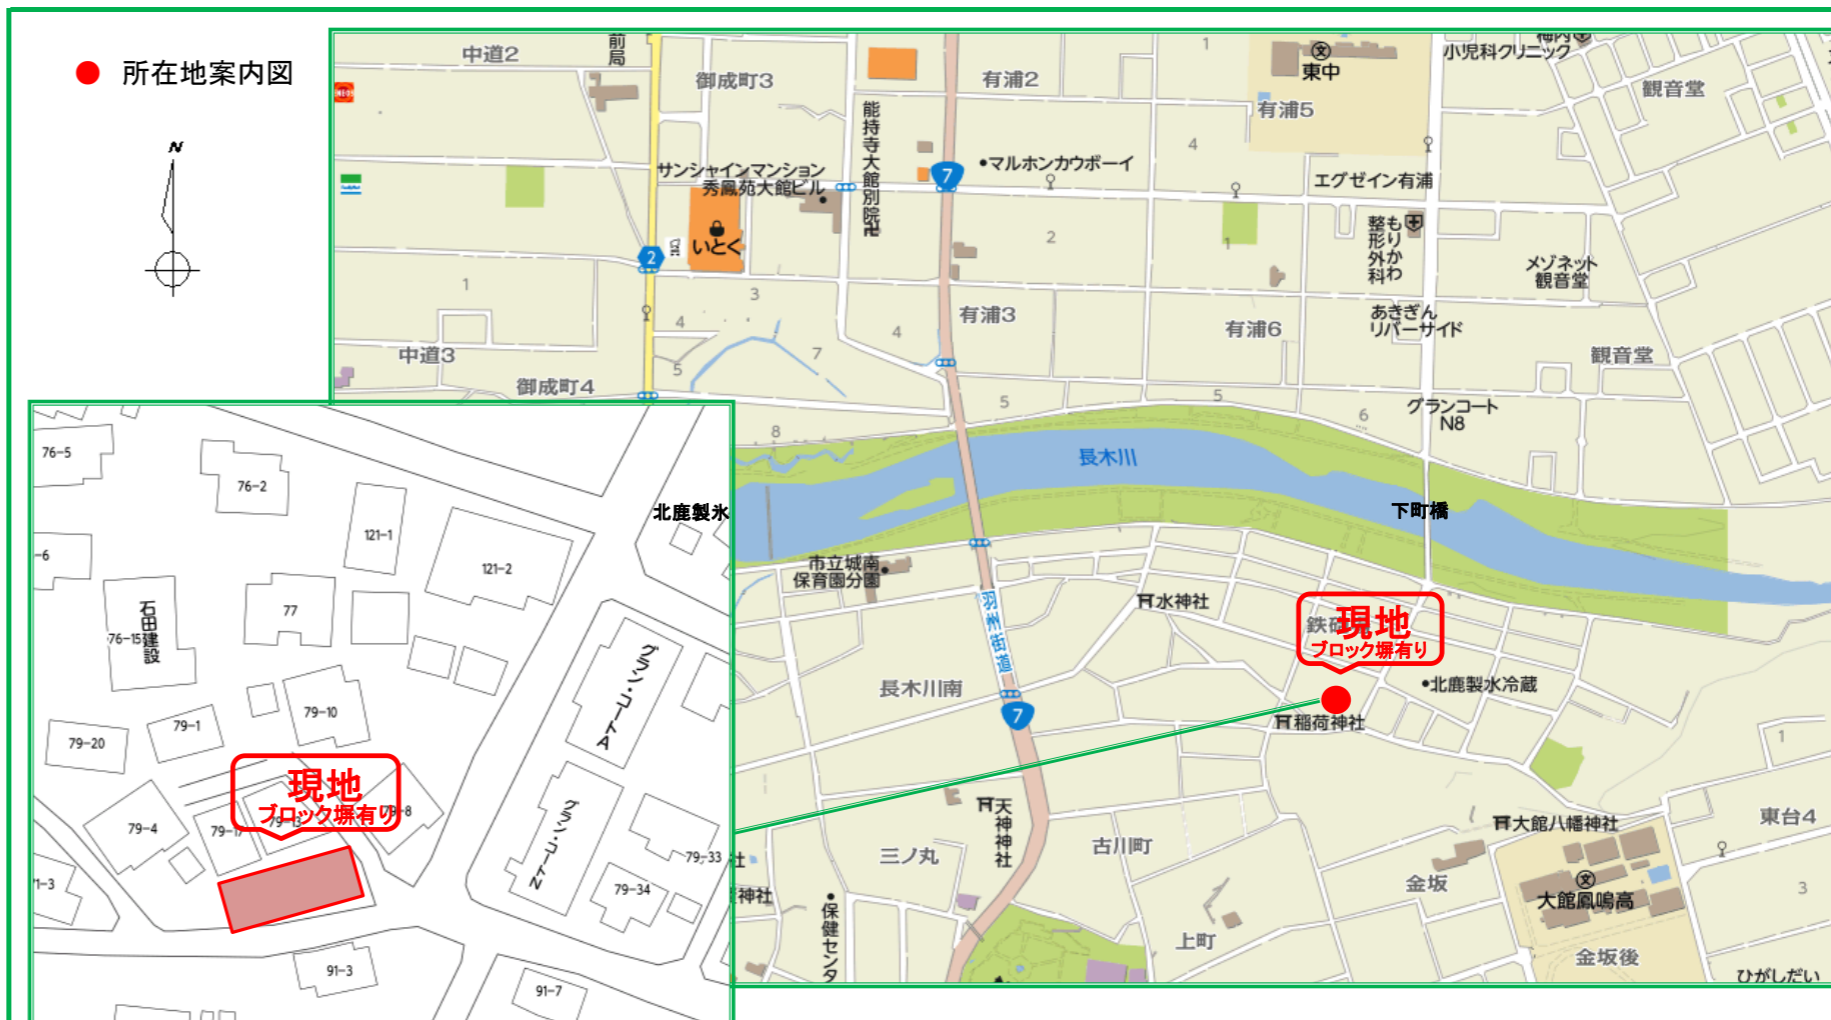 所在地案内図
N
中道2
前局
御成町3
有浦2
1
東中
小児科クリニック
観音堂
有浦5
能持寺大館別院
4
サンシャインマンション
秀鳳苑大館ビル
7
マルホンカウボーイ
エグゼイン有浦
いとく
2
2
1
もりかわ
整形外科
メゾネット
観音堂
1
3
4
有浦3
4
有浦6
あきぎん
リバーサイド
中道3
7
観音堂
5
御成町4
5
5
6
グランコート
N8
8
長木川
下町橋
市立城南
保育園分園
羽州街道
水神社
現地
ブロック塀有り
長木川南
7
北鹿製氷冷蔵
稲荷神社
天神神社
三ノ丸
古川町
大館八幡神社
東台4
1
金坂
大館鳳鳴高
3
神社
保健センタ
上町
金坂後
ひがしだい
76-5
76-2
北鹿製氷
121-1
-6
121-2
石田建設
76-15
77
グラン・コートA
79-1
79-10
79-20
現地
ブロック塀有り
79-4
79-17
79-13
79-8
グラン・コートN
79-33
79-34
71-3
91-3
91-7